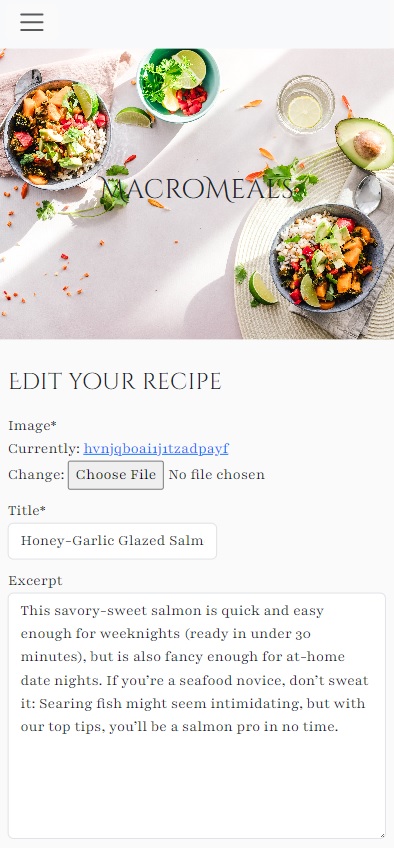 MacroMeals
Edit your recipe
Image*
Currently: hvnjqboai1j1tzadpayf
Change: Choose File No file chosen
Title*
Honey-Garlic Glazed Salm
Excerpt
This savory-sweet salmon is quick and easy
enough for weeknights (ready in under 30
minutes), but is also fancy enough for at-home
date nights. If you’re a seafood novice, don’t sweat
it: Searing fish might seem intimidating, but with
our top tips, you’ll be a salmon pro in no time.